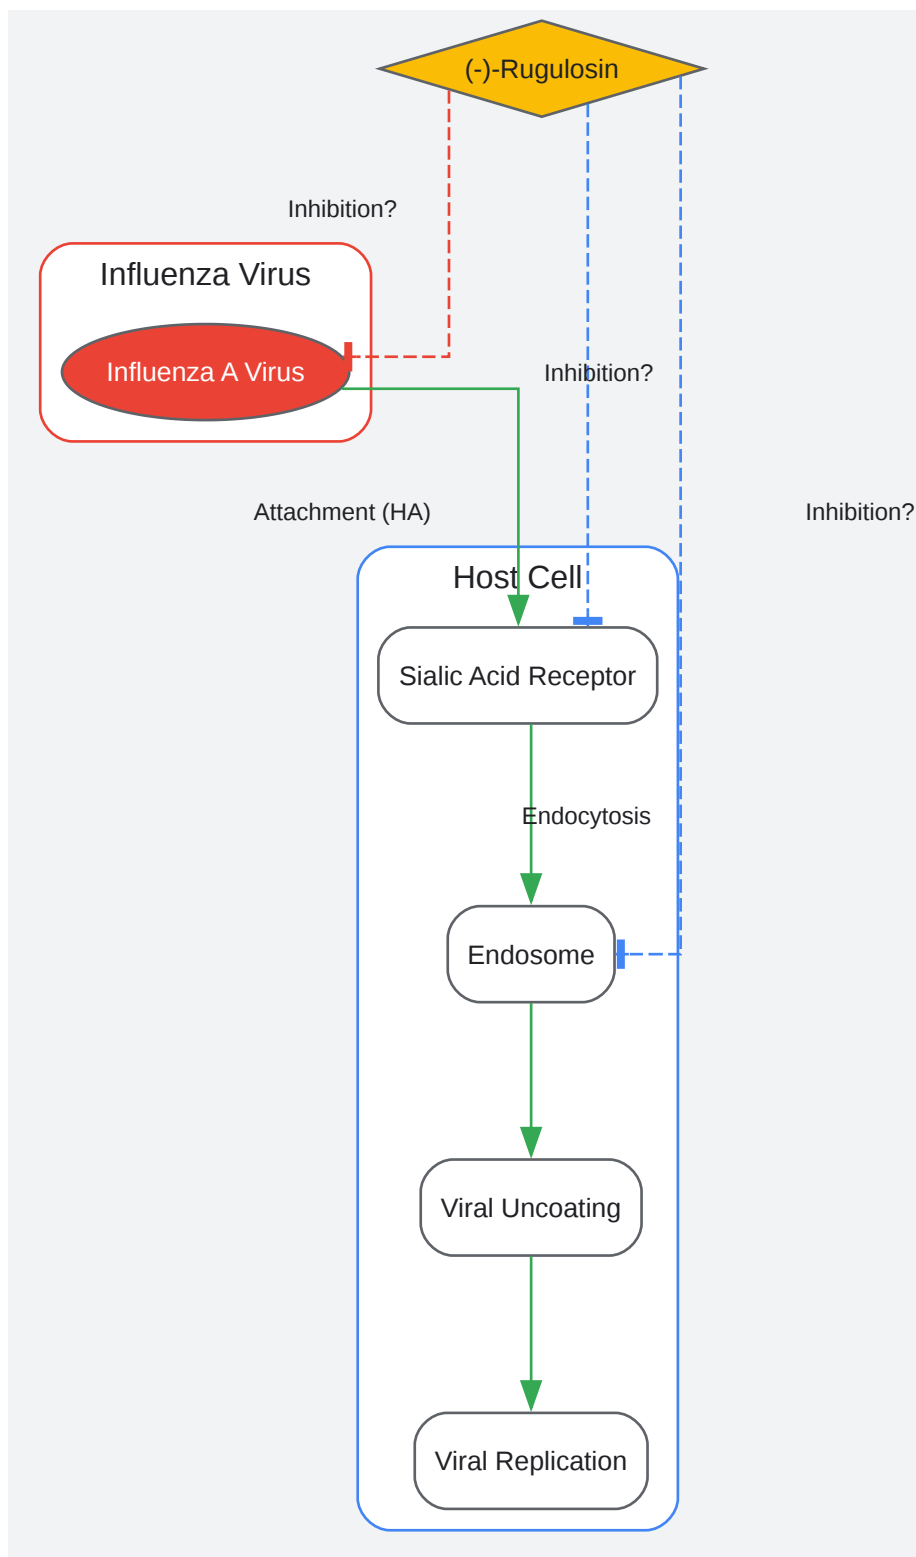 (-)-Rugulosin
Inhibition?
Influenza Virus
Influenza A Virus
Inhibition?
Attachment (HA)
Inhibition?
Host Cell
Sialic Acid Receptor
Endocytosis
Endosome
Viral Uncoating
Viral Replication